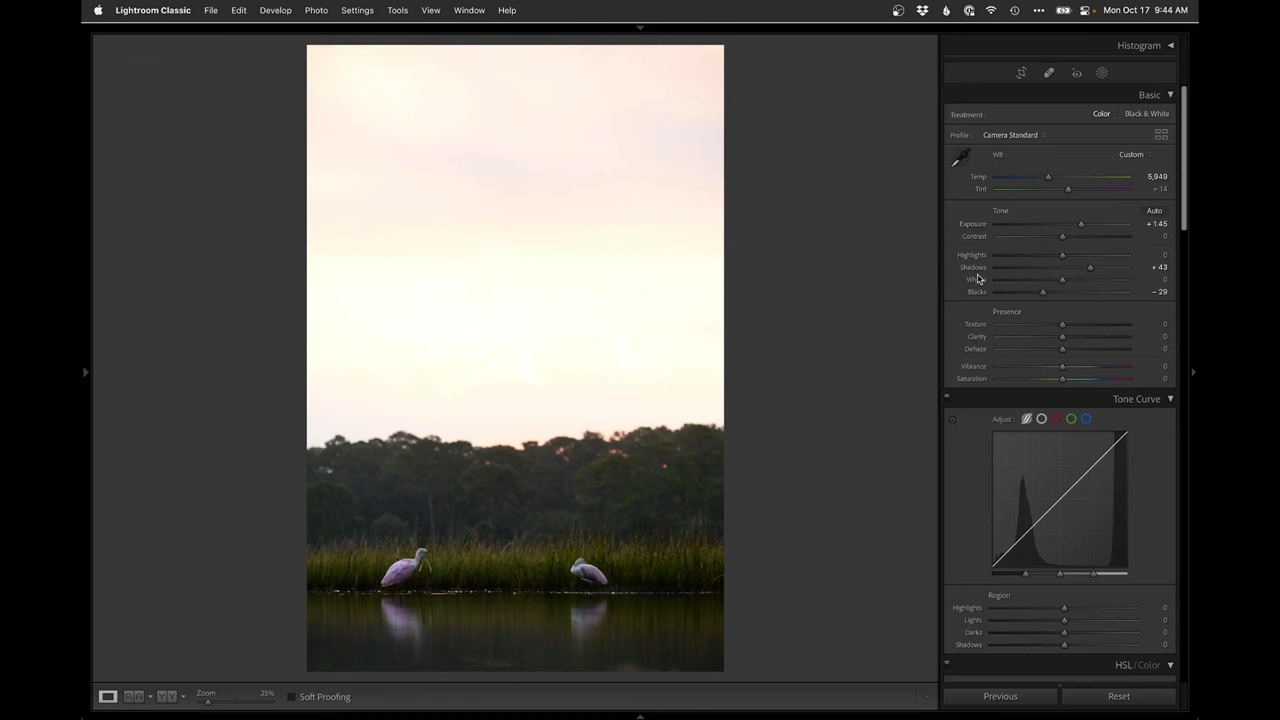 Lightroom Classic File Edit Develop Photo Settings Tools View Window Help Mon Oct 17 9:44 AM
Histogram
Basic
Treatment : Color Black & White
Profile : Camera Standard
WB : Custom
Temp 5,949
Tint + 14
Tone Auto
Exposure + 1.45
Contrast 0
Highlights 0
Shadows + 43
0
Blacks – 29
Presence
Texture 0
Clarity 0
Dehaze 0
Vibrance 0
Saturation 0
Tone Curve
Adjust :
Region
Highlights 0
Lights 0
Darks 0
Shadows 0
HSL / Color
Zoom 25% Soft Proofing Previous Reset